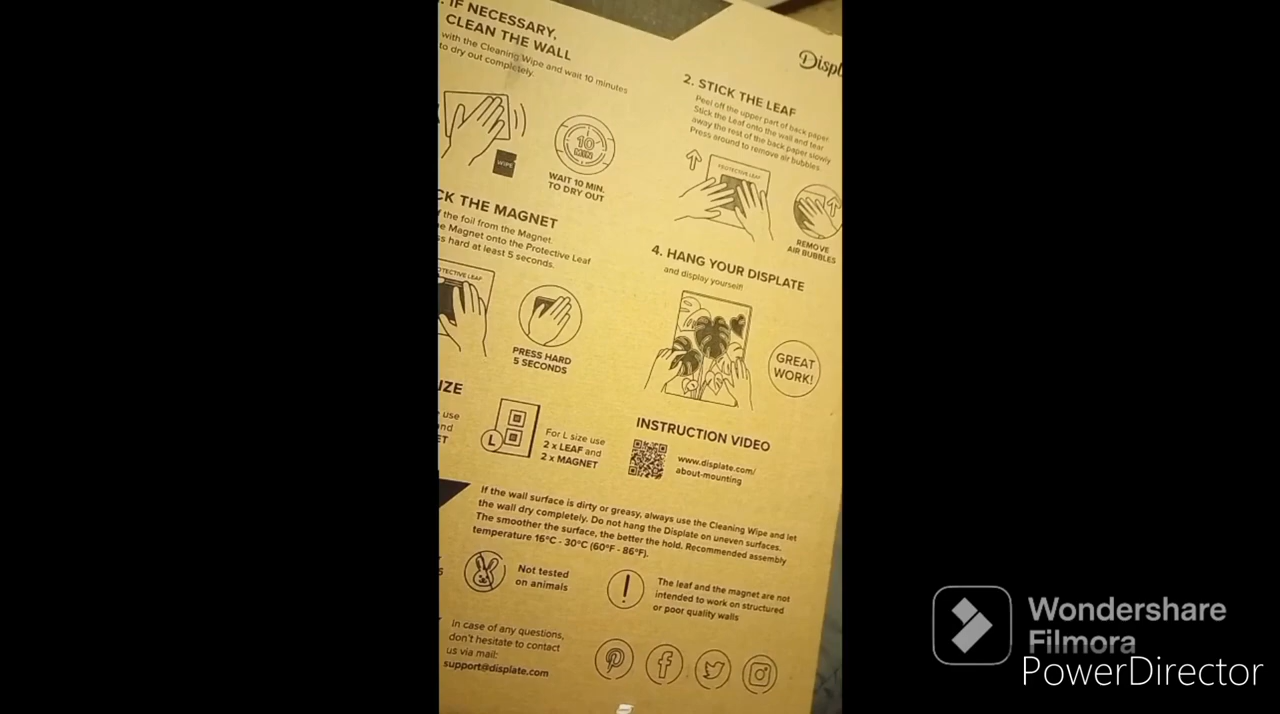 . IF NECESSARY,
CLEAN THE WALL
with the Cleaning Wipe and wait 10 minutes
to dry out completely.
10
MIN
WIPE
WAIT 10 MIN.
TO DRY OUT
Displ
2. STICK THE LEAF
Peel off the upper part of back paper
Stick the Leaf onto the wall and tear
away the rest of the back paper slowly
Press around to remove air bubbles.
PROTECTIVE LEAF
REMOVE
AIR BUBBLES
CK THE MAGNET
f the foil from the Magnet.
e Magnet onto the Protective Leaf
ss hard at least 5 seconds.
OTECTIVE LEAF
PRESS HARD
5 SECONDS
4. HANG YOUR DISPLATE
and display yourself!
GREAT
WORK!
IZE
use
and
ET
L
For L size use
2 x LEAF and
2 x MAGNET
INSTRUCTION VIDEO
www.displate.com/
about-mounting
If the wall surface is dirty or greasy, always use the Cleaning Wipe and let
the wall dry completely. Do not hang the Displate on uneven surfaces.
The smoother the surface, the better the hold. Recommended assembly
temperature 16°C - 30°C (60°F - 86°F).
Not tested
on animals
!
The leaf and the magnet are not
intended to work on structured
or poor quality walls
In case of any questions,
don't hesitate to contact
us via mail:
support@displate.com
Wondershare
Filmora
PowerDirector